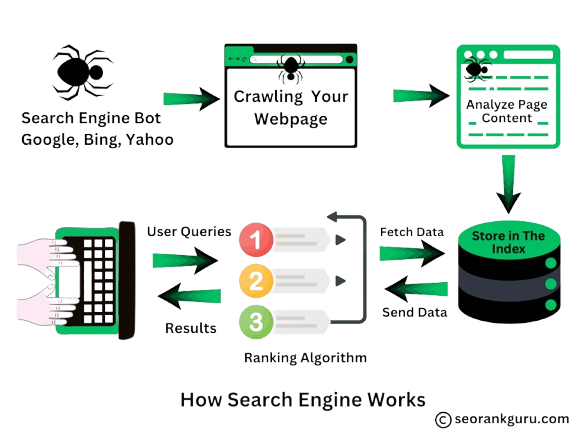 Search Engine Bot
Google, Bing, Yahoo
Crawling Your
Webpage
Analyze Page
Content
Store in The
Index
User Queries
Results
1
2
3
Ranking Algorithm
Fetch Data
Send Data
How Search Engine Works
©seorankguru.com